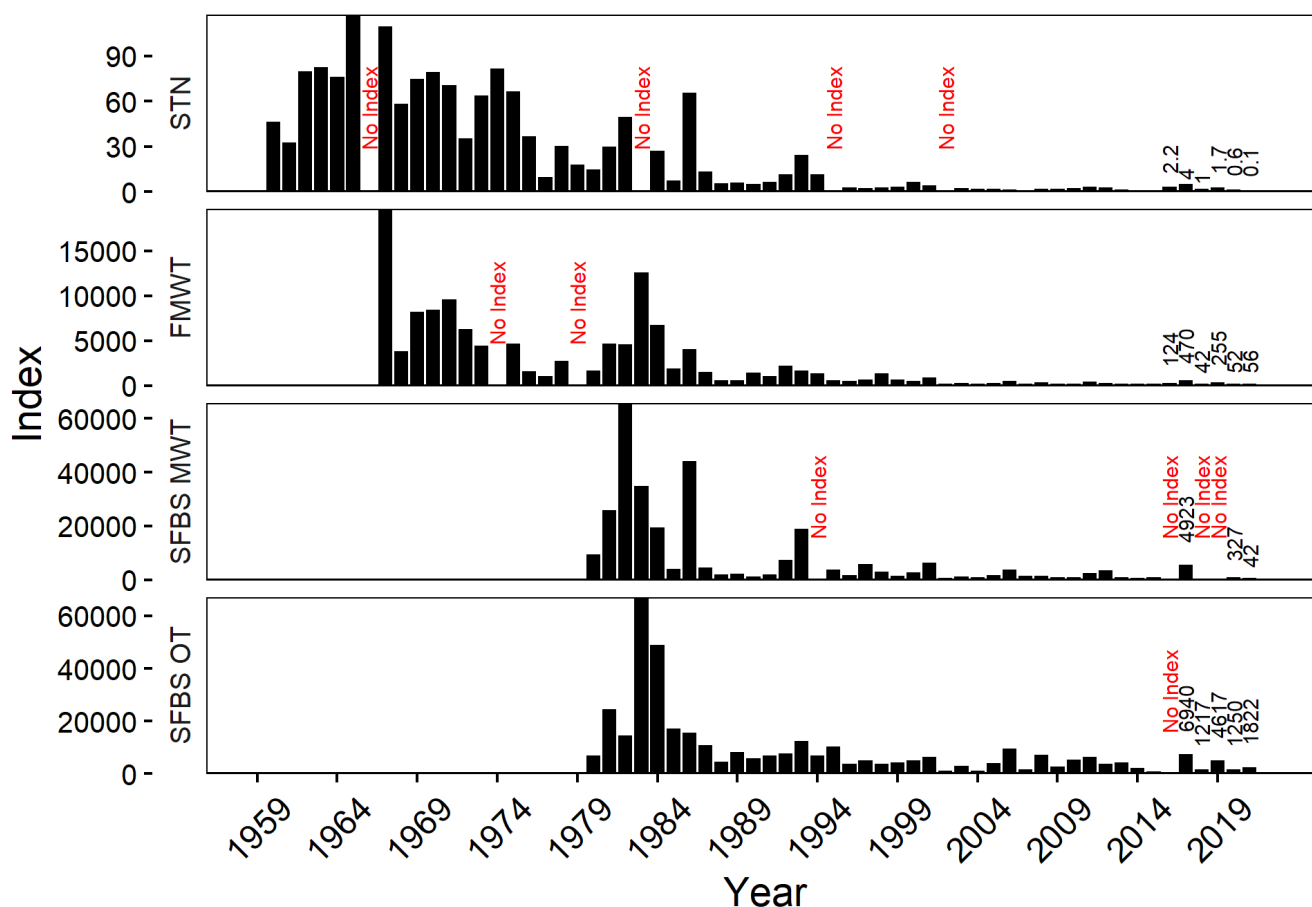 Index
STN
90
60
30
0
No Index
No Index
No Index
No Index
2.2
4
1
1.7
0.6
0.1
FMWT
15000
10000
5000
0
No Index
No Index
124
470
42
255
52
56
SFBS MWT
60000
40000
20000
0
No Index
No Index
4923
No Index
No Index
327
42
SFBS OT
60000
40000
20000
0
No Index
6940
1217
4617
1250
1822
1959
1964
1969
1974
1979
1984
1989
1994
1999
2004
2009
2014
2019
Year